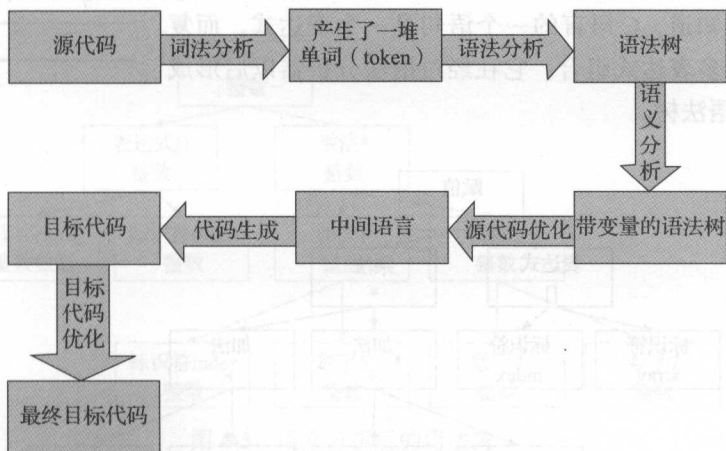 源代码
词法分析
产生了一堆
单词（token）
语法分析
语法树
语
义
分
析
带变量的语法树
源代码优化
中间语言
代码生成
目标代码
目标
代码
优化
最终目标代码